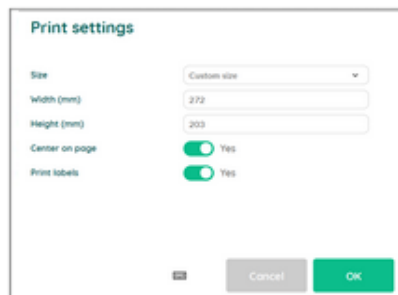 Print settings
Size Custom size
Width (mm) 272
Height (mm) 203
Center on page Yes
Print labels Yes
Cancel OK